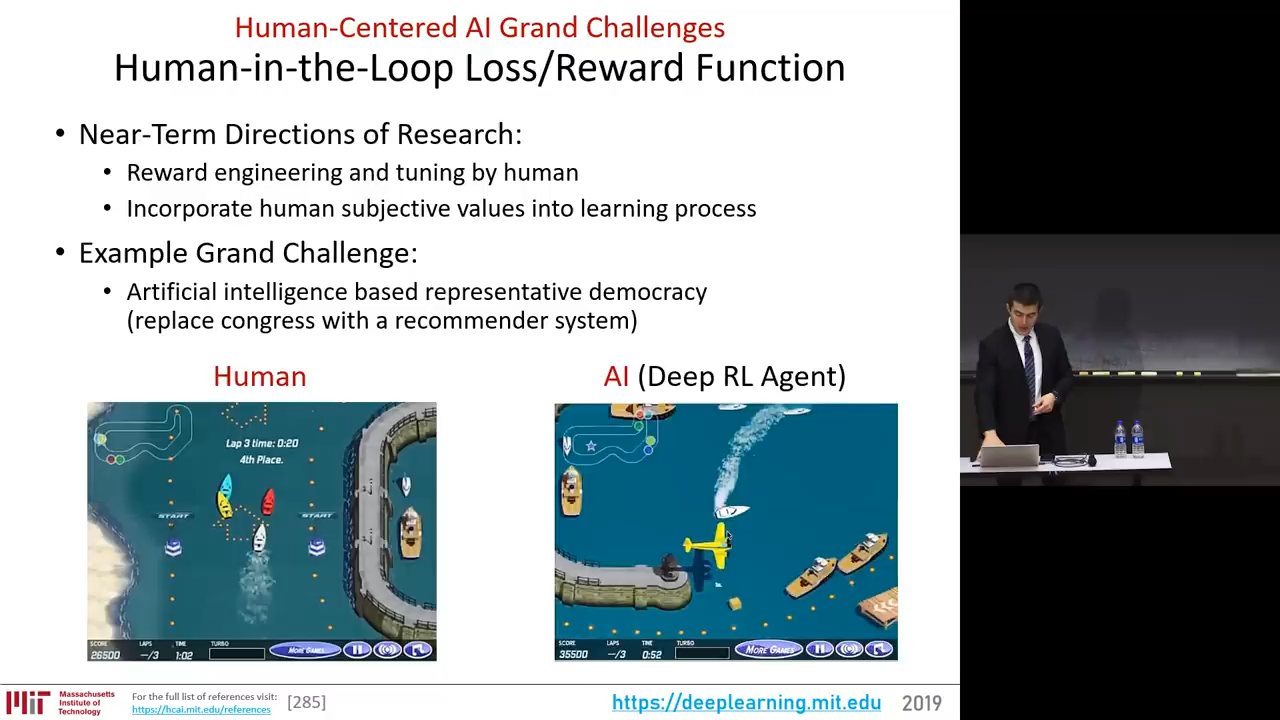 Human-Centered AI Grand Challenges
Human-in-the-Loop Loss/Reward Function
• Near-Term Directions of Research:
• Reward engineering and tuning by human
• Incorporate human subjective values into learning process
• Example Grand Challenge:
• Artificial intelligence based representative democracy
(replace congress with a recommender system)
Human
AI (Deep RL Agent)
Lap 3 time: 0:20
4th Place.
START
START
SCORE LAPS TIME TURBO
26500 -/3 1:02 MORE GAMES
SCORE LAPS TIME TURBO
35500 -/3 0:52 MORE GAMES
MIT Massachusetts
Institute of
Technology
For the full list of references visit:
https://hcai.mit.edu/references
[285]
https://deeplearning.mit.edu 2019